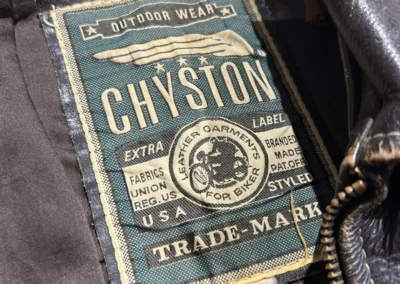 OUTDOOR WEAR
CHYSTON
EXTRA LABEL
LEATHER GARMENTS
FOR BIKER
FABRICS BRANDED
UNION MADE
REG. US PAT.OFF
USA STYLED
TRADE-MARK